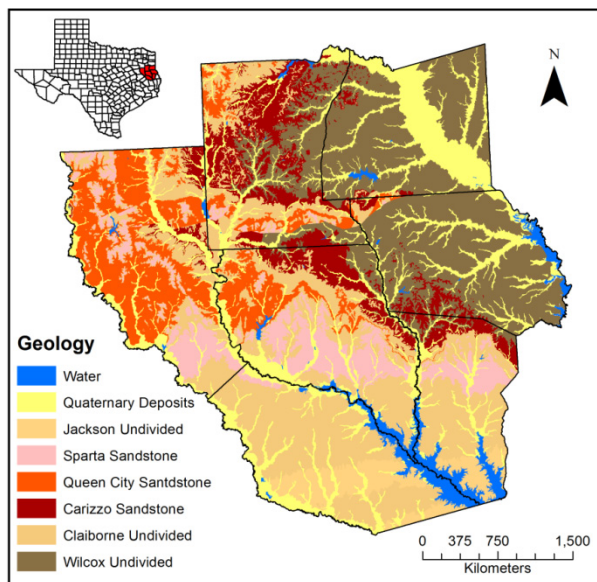 N
Geology
Water
Quaternary Deposits
Jackson Undivided
Sparta Sandstone
Queen City Santdstone
Carizzo Sandstone
Claiborne Undivided
Wilcox Undivided
0 375 750 1,500
Kilometers